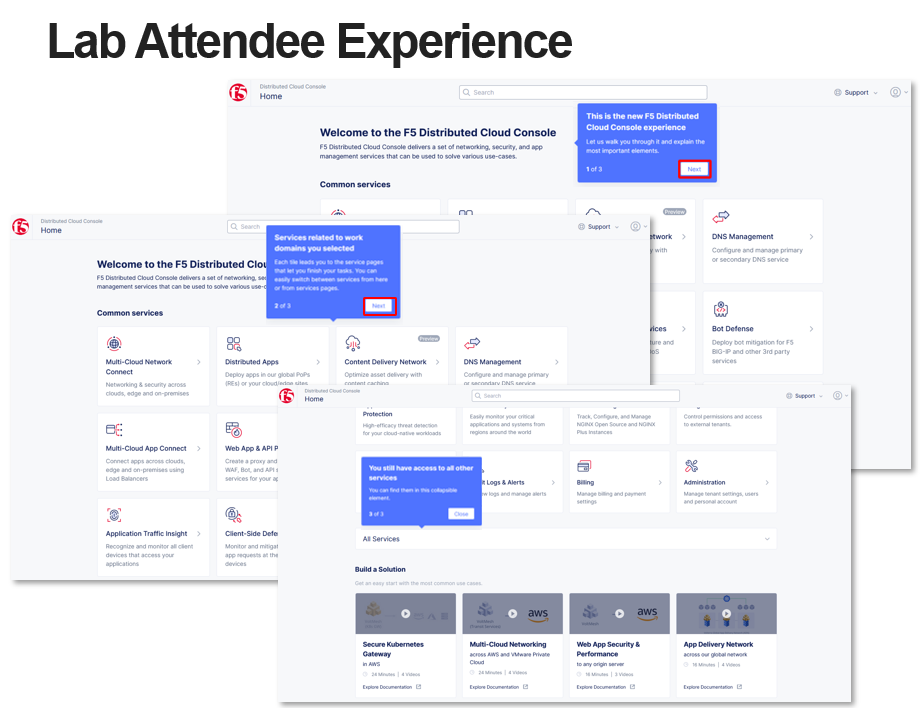 Lab Attendee Experience
f5
Distributed Cloud Console
Home
Search
Support
Welcome to the F5 Distributed Cloud Console
F5 Distributed Cloud Console delivers a set of networking, security, and app
management services that can be used to solve various use-cases.
Common services
This is the new F5 Distributed
Cloud Console experience
Let us walk you through it and explain the
most important elements.
1 of 3
Next
Preview
etwork
y with
DNS Management
Configure and manage primary
or secondary DNS service
vices
ture and
oS
Bot Defense
Deploy bot mitigation for F5
BIG-IP and other 3rd party
services
f5
Distributed Cloud Console
Home
Search
Support
Welcome to the F5 Distributed Clou
F5 Distributed Cloud Console delivers a set of networking, se
management services that can be used to solve various use-c
Common services
Services related to work
domains you selected
Each tile leads you to the service pages
that let you finish your tasks. You can
easily switch between services from here
or from services pages.
2 of 3
Next
Multi-Cloud Network
Connect
Networking & security across
clouds, edge and on-premises
Distributed Apps
Deploy apps in our global PoPs
(REs) or your cloud/edge sites
Preview
Content Delivery Network
Optimize asset delivery with
content caching
DNS Management
Configure and manage primary
or secondary DNS service
Multi-Cloud App Connect
Connect apps across clouds,
edge and on-premises using
Load Balancers
Web App & API P
Create a proxy and
WAF, Bot, and API s
services for your ap
Application Traffic Insight
Recognize and monitor all client
devices that access your
applications
Client-Side Defe
Monitor and mitigat
app requests at the
devices
f5
Distributed Cloud Console
Home
Search
Support
Protection
High-efficacy threat detection
for your cloud-native workloads
Easily monitor your critical
applications and systems from
regions around the world
Track, Configure, and Manage
NGINX Open Source and NGINX
Plus Instances
Control permissions and access
to external tenants.
You still have access to all other
services
You can find them in this collapsible
element.
3 of 3
Close
it Logs & Alerts
w logs and manage alerts
Billing
Manage billing and payment
settings
Administration
Manage tenant settings, users
and personal account
All Services
Build a Solution
Get an easy start with the most common use cases.
aws
aws
Secure Kubernetes
Gateway
in AWS
24 Minutes | 4 Videos
Explore Documentation
Multi-Cloud Networking
across AWS and VMware Private
Cloud
24 Minutes | 4 Videos
Explore Documentation
Web App Security &
Performance
to any origin server
16 Minutes | 3 Videos
Explore Documentation
App Delivery Network
across our global network
16 Minutes | 4 Videos
Explore Documentation